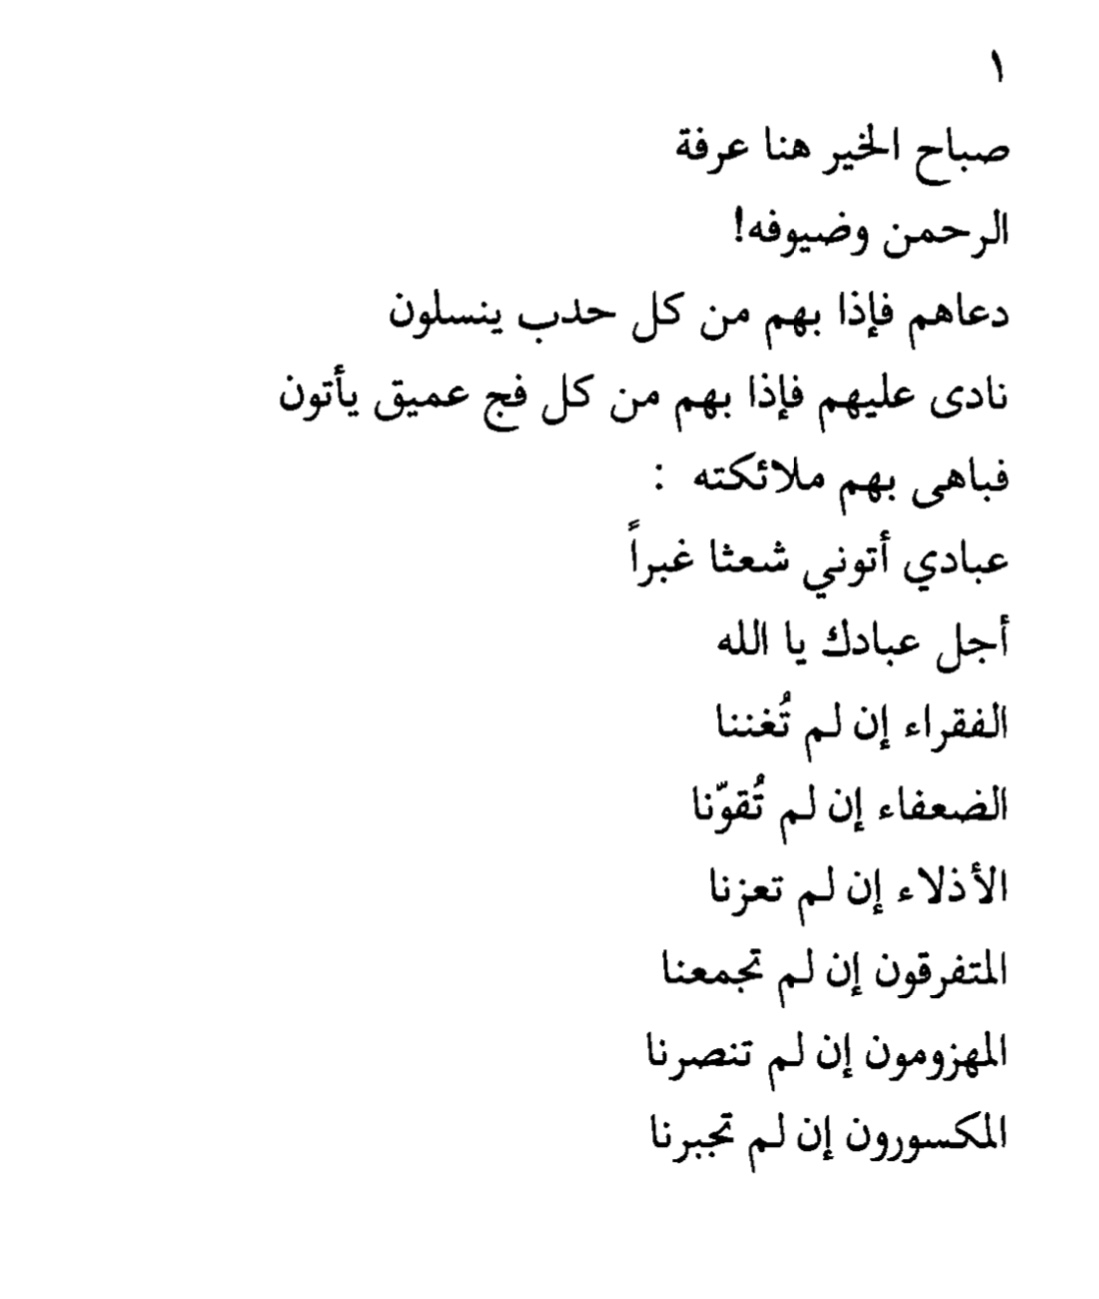 ١
صباح الخير هنا عرفة
الرحمن وضيوفه!
دعاهم فإذا بهم من كل حدب ينسلون
نادى عليهم فإذا بهم من كل فج عميق يأتون
فباهى بهم ملائكته :
عبادي أتوني شعثا غبراً
أجل عبادك يا الله
الفقراء إن لم تُغننا
الضعفاء إن لم تُقوّنا
الأذلاء إن لم تعزنا
المتفرقون إن لم تجمعنا
المهزومون إن لم تنصرنا
المكسورون إن لم تجبرنا